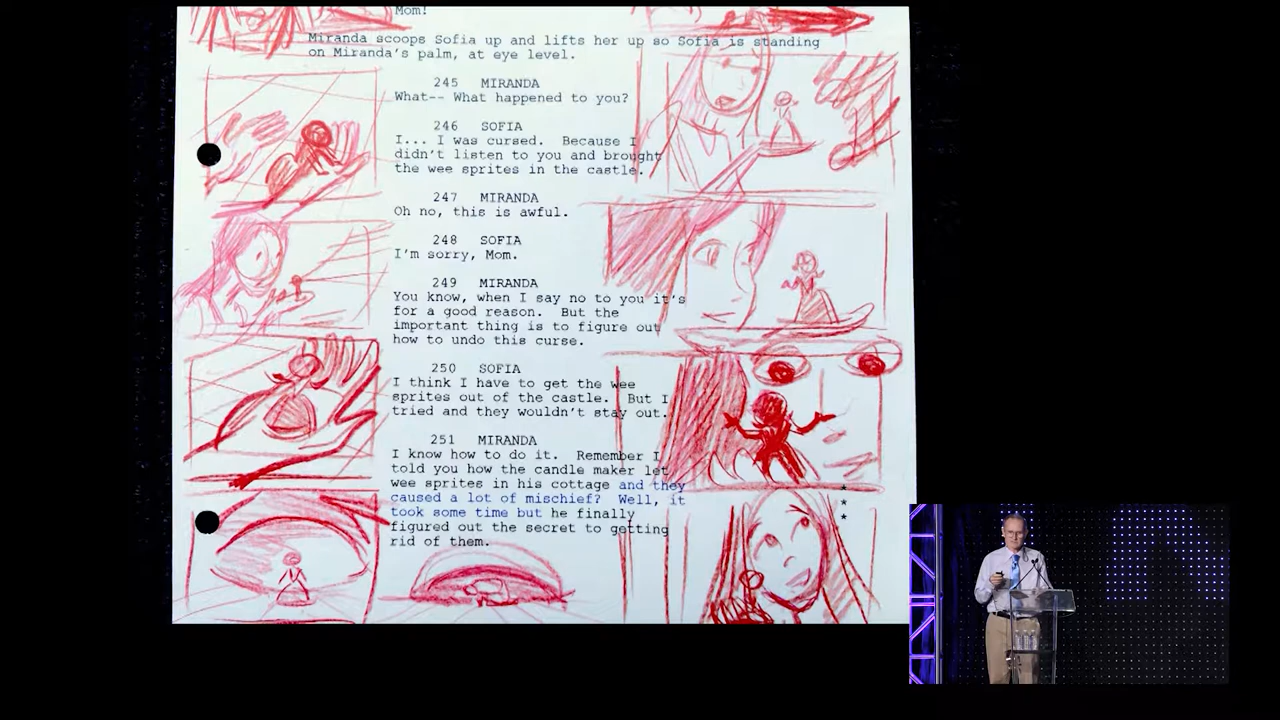 Mom!
Miranda scoops Sofia up and lifts her up so Sofia is standing
on Miranda's palm, at eye level.
245 MIRANDA
What-- What happened to you?
246 SOFIA
I... I was cursed. Because I
didn't listen to you and brought
the wee sprites in the castle.
247 MIRANDA
Oh no, this is awful.
248 SOFIA
I'm sorry, Mom.
249 MIRANDA
You know, when I say no to you it's
for a good reason. But the
important thing is to figure out
how to undo this curse.
250 SOFIA
I think I have to get the wee
sprites out of the castle. But I
tried and they wouldn't stay out.
251 MIRANDA
I know how to do it. Remember I
told you how the candle maker let
wee sprites in his cottage and they
caused a lot of mischief? Well, it
took some time but he finally
figured out the secret to getting
rid of them.
*
*
*